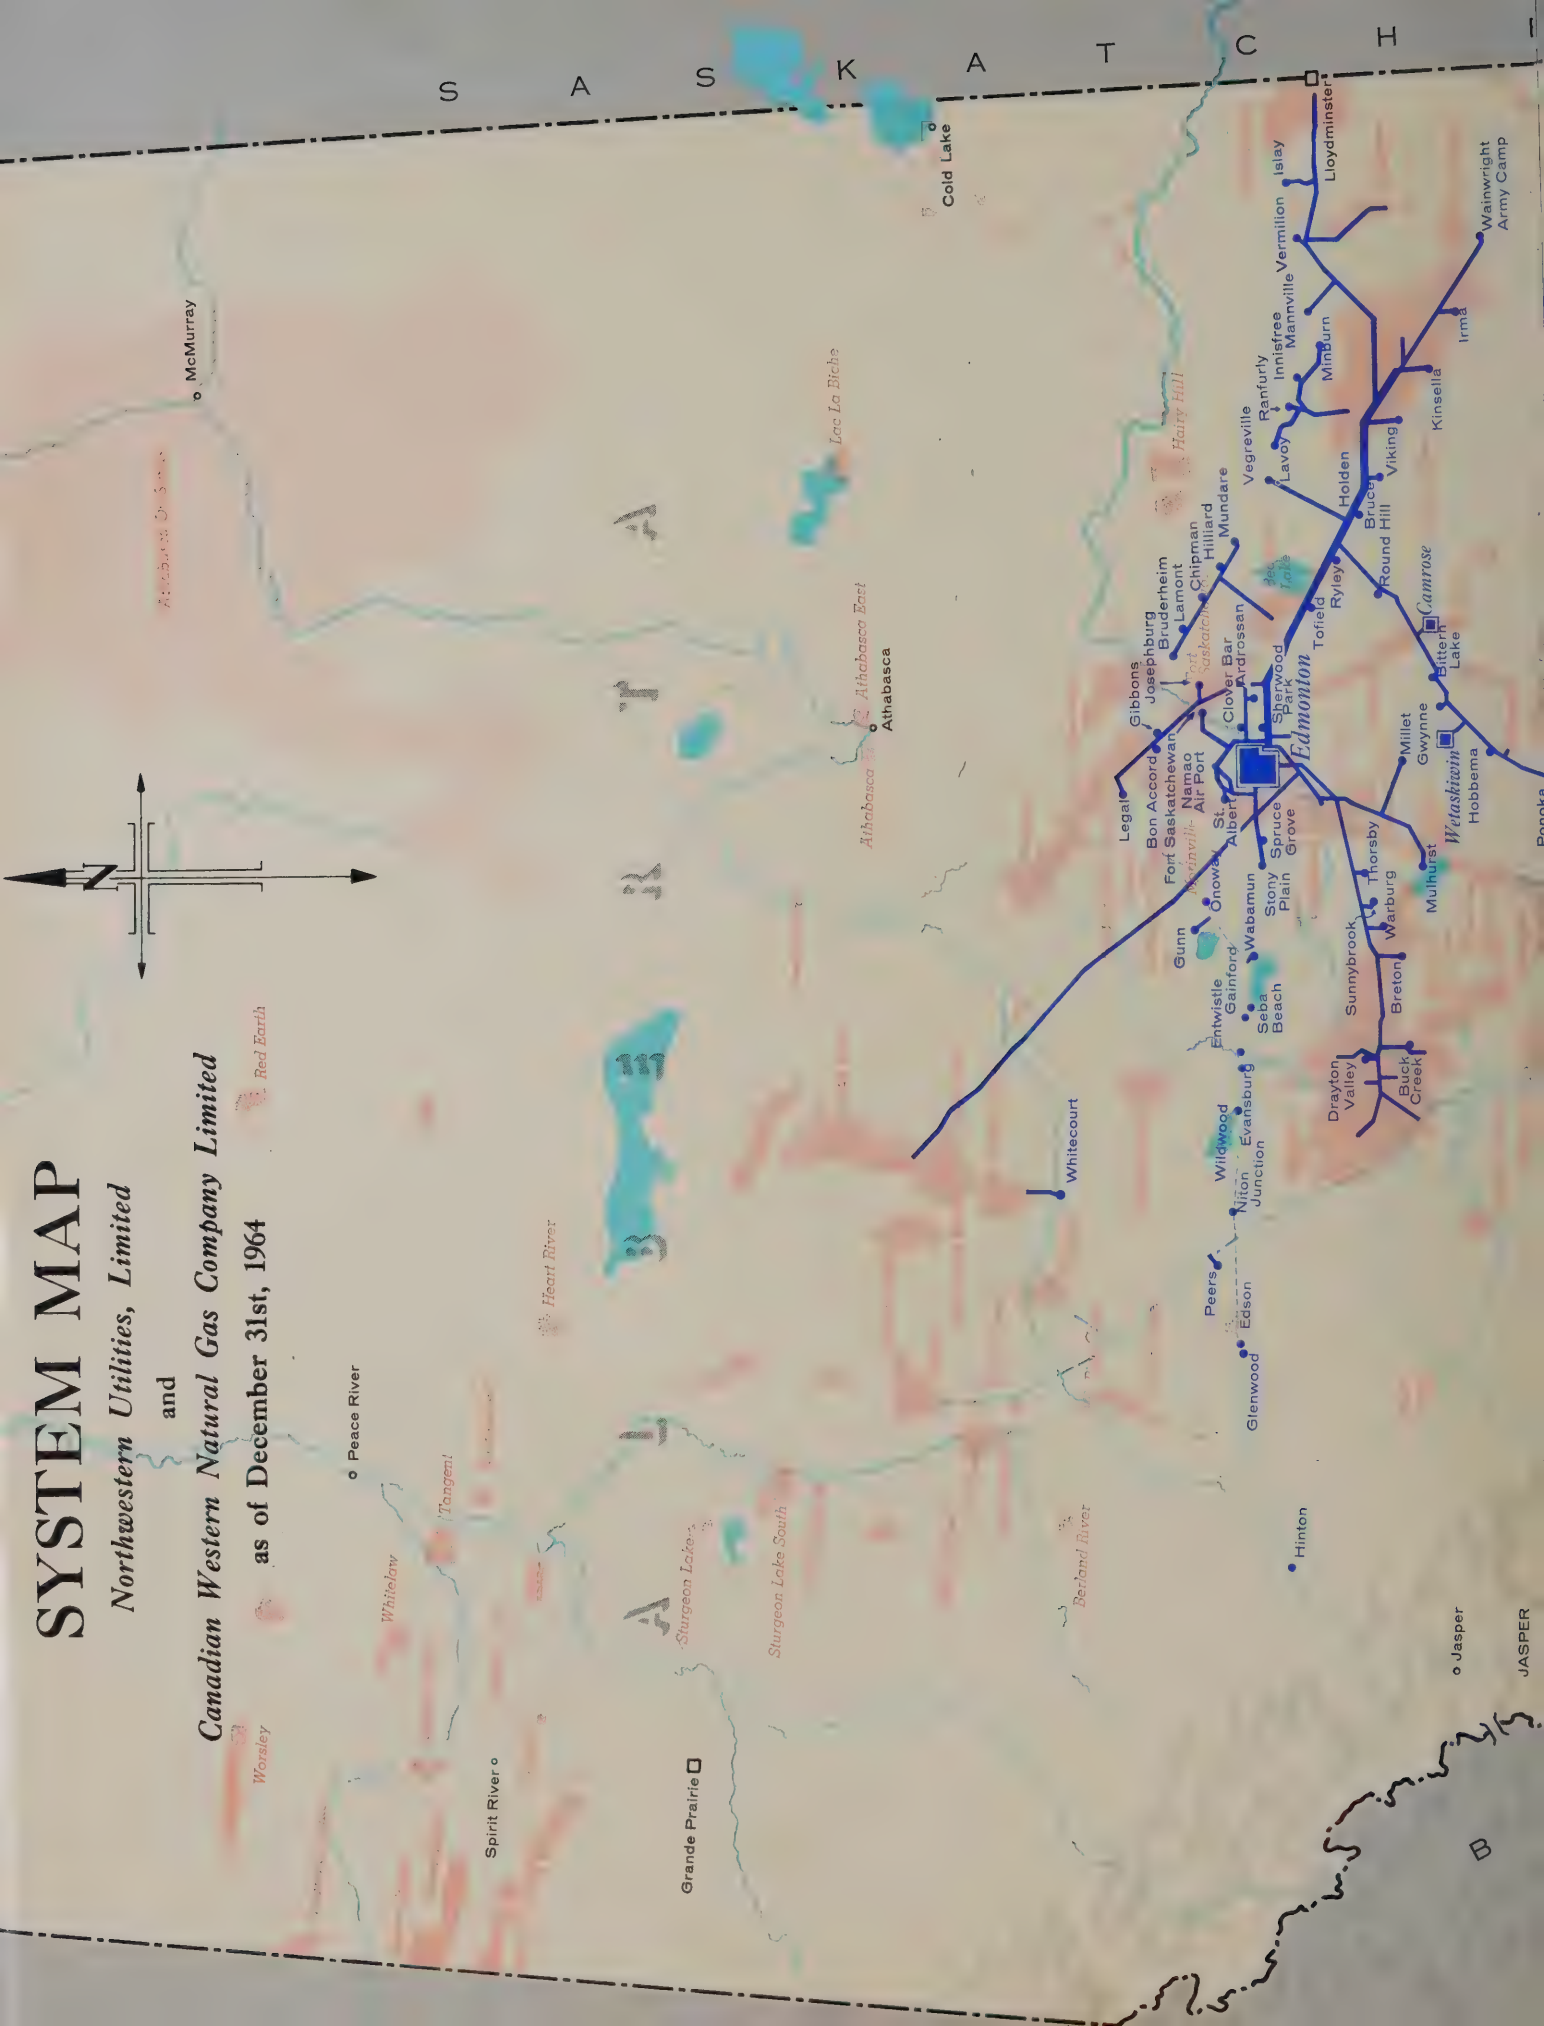 SYSTEM MAP
Northwestern Utilities, Limited
and
Canadian Western Natural Gas Company Limited
as of December 31st, 1964
N
S A S K A T C H
A L B E R T A
B
McMurray
Cold Lake
Lac La Biche
Athabasca East
Athabasca
Athabasca
Red Earth
Heart River
Peace River
Tangent
Whitelaw
Worsley
Spirit River
Grande Prairie
Sturgeon Lake
Sturgeon Lake South
Berland River
Hairy Hill
Whitecourt
Hinton
Jasper
JASPER
Lloydminster
Islay
Vermilion
Mannville
Innisfree
Minburn
Ranfurly
Lavoy
Vegreville
Wainwright
Army Camp
Irma
Kinsella
Viking
Bruce
Holden
Round Hill
Ryley
Tofield
Camrose
Bittern
Lake
Gwynne
Millet
Wetaskiwin
Hobbema
Ponoka
Mundare
Hilliard
Chipman
Lamont
Bruderheim
Josephburg
Gibbons
Fort
Saskatchewan
Ardrossan
Clover Bar
Sherwood
Park
Edmonton
Legal
Bon Accord
Fort Saskatchewan
Namao
Air Port
Morinville
St.
Albert
Spruce
Grove
Stony
Plain
Onoway
Gunn
Wabamun
Gainford
Entwistle
Seba
Beach
Evansburg
Wildwood
Niton
Junction
Peers
Edson
Glenwood
Thorsby
Mulhurst
Warburg
Sunnybrook
Breton
Drayton
Valley
Buck
Creek